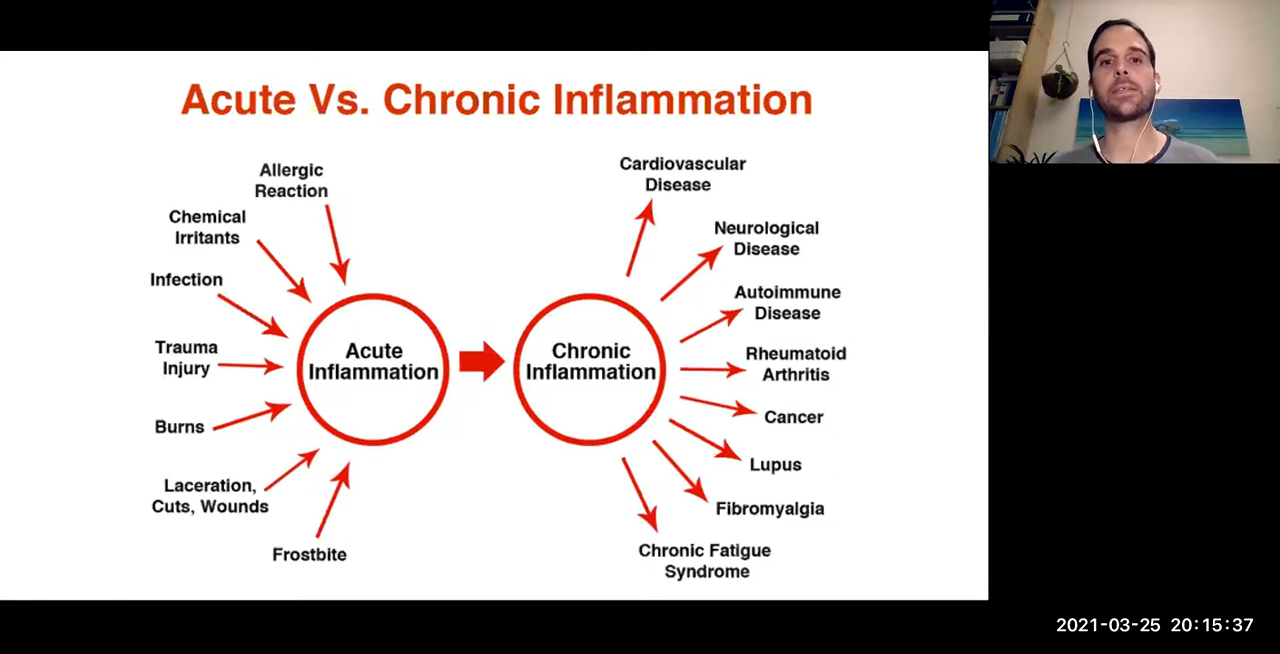 Acute Vs. Chronic Inflammation
Allergic
Reaction
Chemical
Irritants
Infection
Trauma
Injury
Burns
Laceration,
Cuts, Wounds
Frostbite
Acute
Inflammation
Chronic
Inflammation
Cardiovascular
Disease
Neurological
Disease
Autoimmune
Disease
Rheumatoid
Arthritis
Cancer
Lupus
Fibromyalgia
Chronic Fatigue
Syndrome
2021-03-25 20:15:37